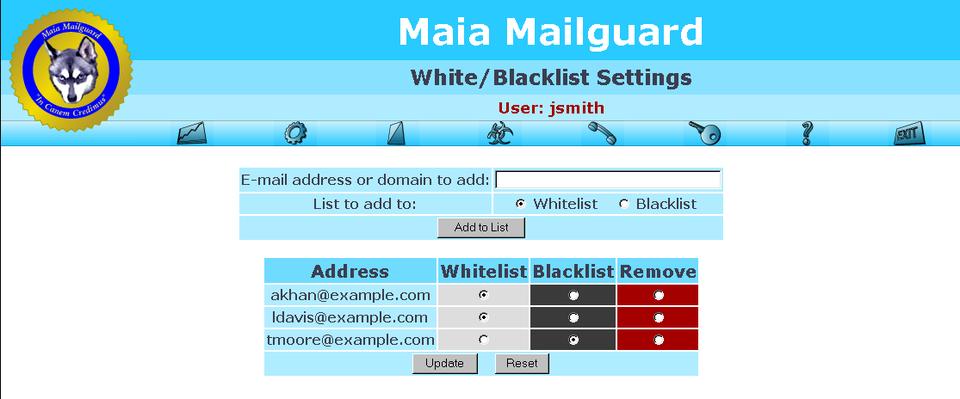 Maia Mailguard
"In Canem Credimus"
Maia Mailguard
White/Blacklist Settings
User: jsmith
EXIT
E-mail address or domain to add:
List to add to: Whitelist Blacklist
Add to List
Address Whitelist Blacklist Remove
akhan@example.com
ldavis@example.com
tmoore@example.com
Update Reset